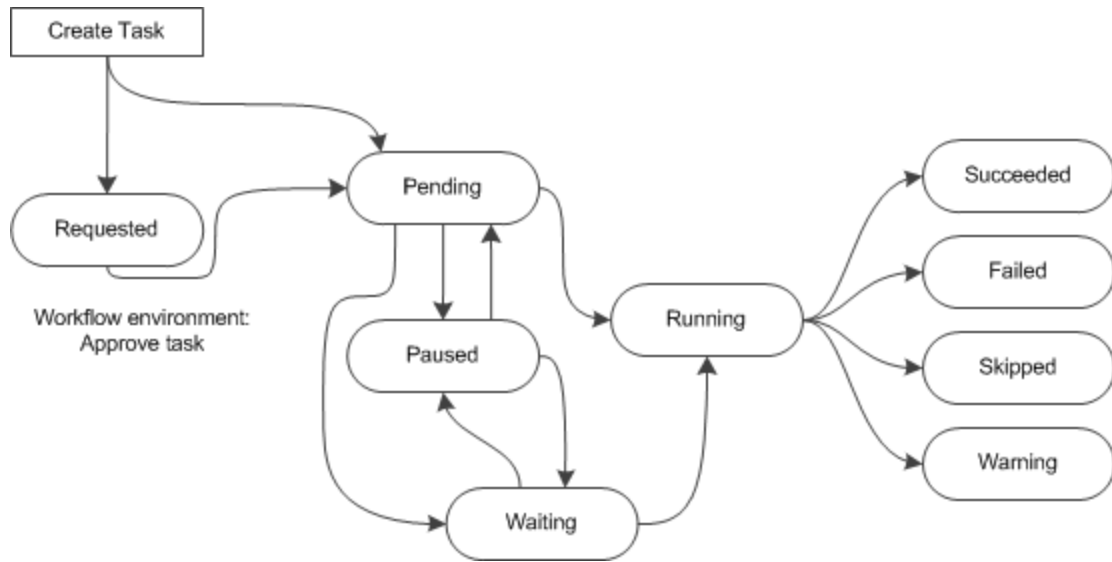 Create Task
Requested
Workflow environment:
Approve task
Pending
Paused
Waiting
Running
Succeeded
Failed
Skipped
Warning